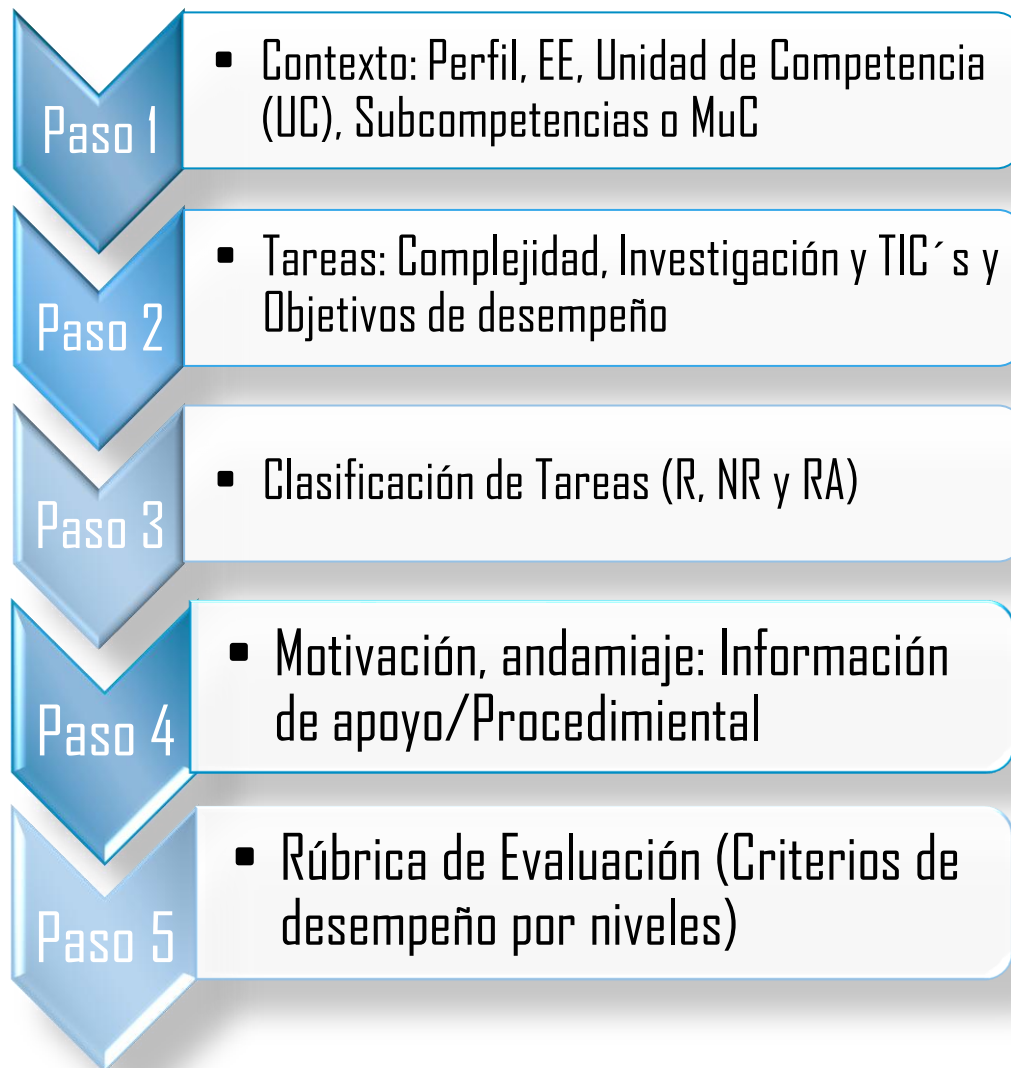 Paso 1
▪ Contexto: Perfil, EE, Unidad de Competencia
(UC), Subcompetencias o MuC
Paso 2
▪ Tareas: Complejidad, Investigación y TIC´s y
Objetivos de desempeño
Paso 3
▪ Clasificación de Tareas (R, NR y RA)
Paso 4
▪ Motivación, andamiaje: Información
de apoyo/Procedimiental
Paso 5
▪ Rúbrica de Evaluación (Criterios de
desempeño por niveles)